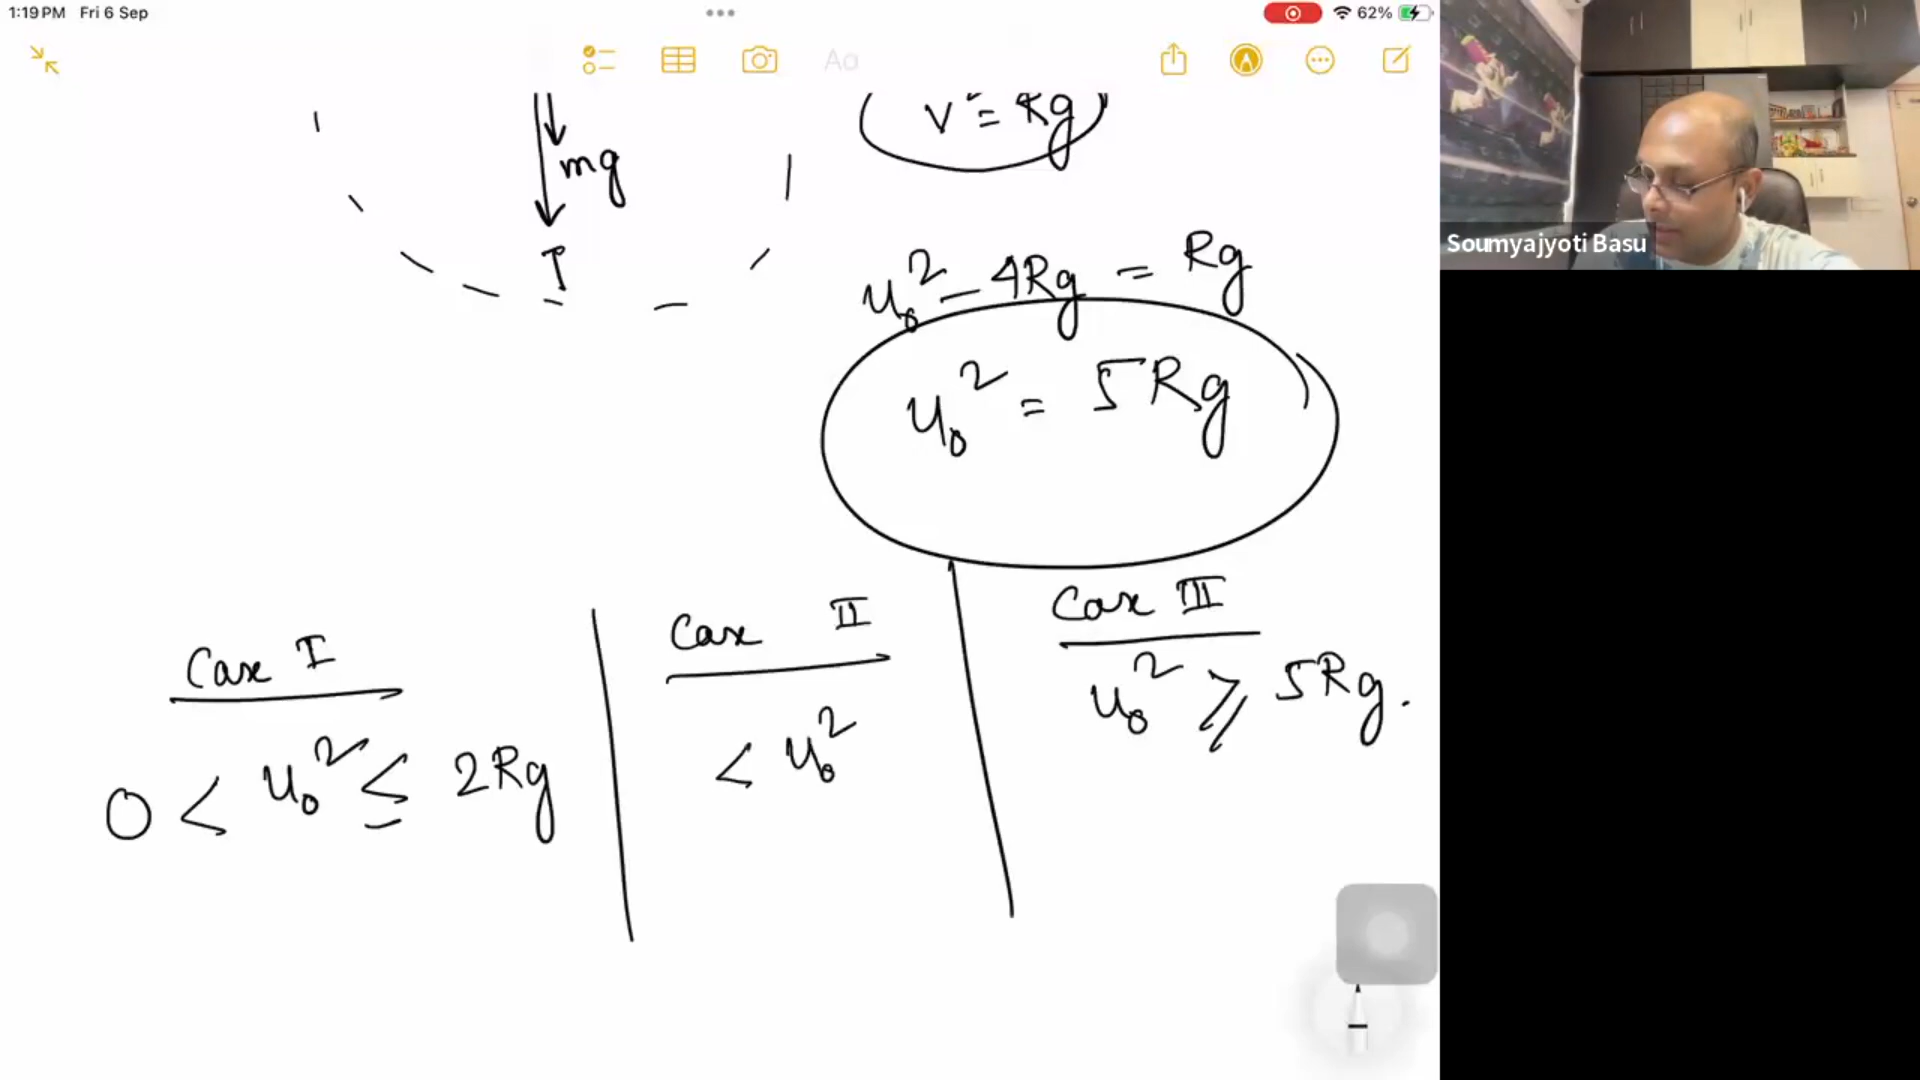 1:19 PM Fri 6 Sep
62%
Aa
mg
v² = Rg
u₀² - 4Rg = Rg
u₀² = 5Rg
Case I
0 < u₀² ≤ 2Rg
Case II
< u₀²
Case III
u₀² ⩾ 5Rg.
Soumyajyoti Basu